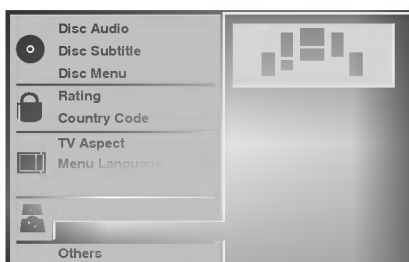 Disc Audio
Disc Subtitle
Disc Menu
Rating
Country Code
TV Aspect
Menu Language
Others